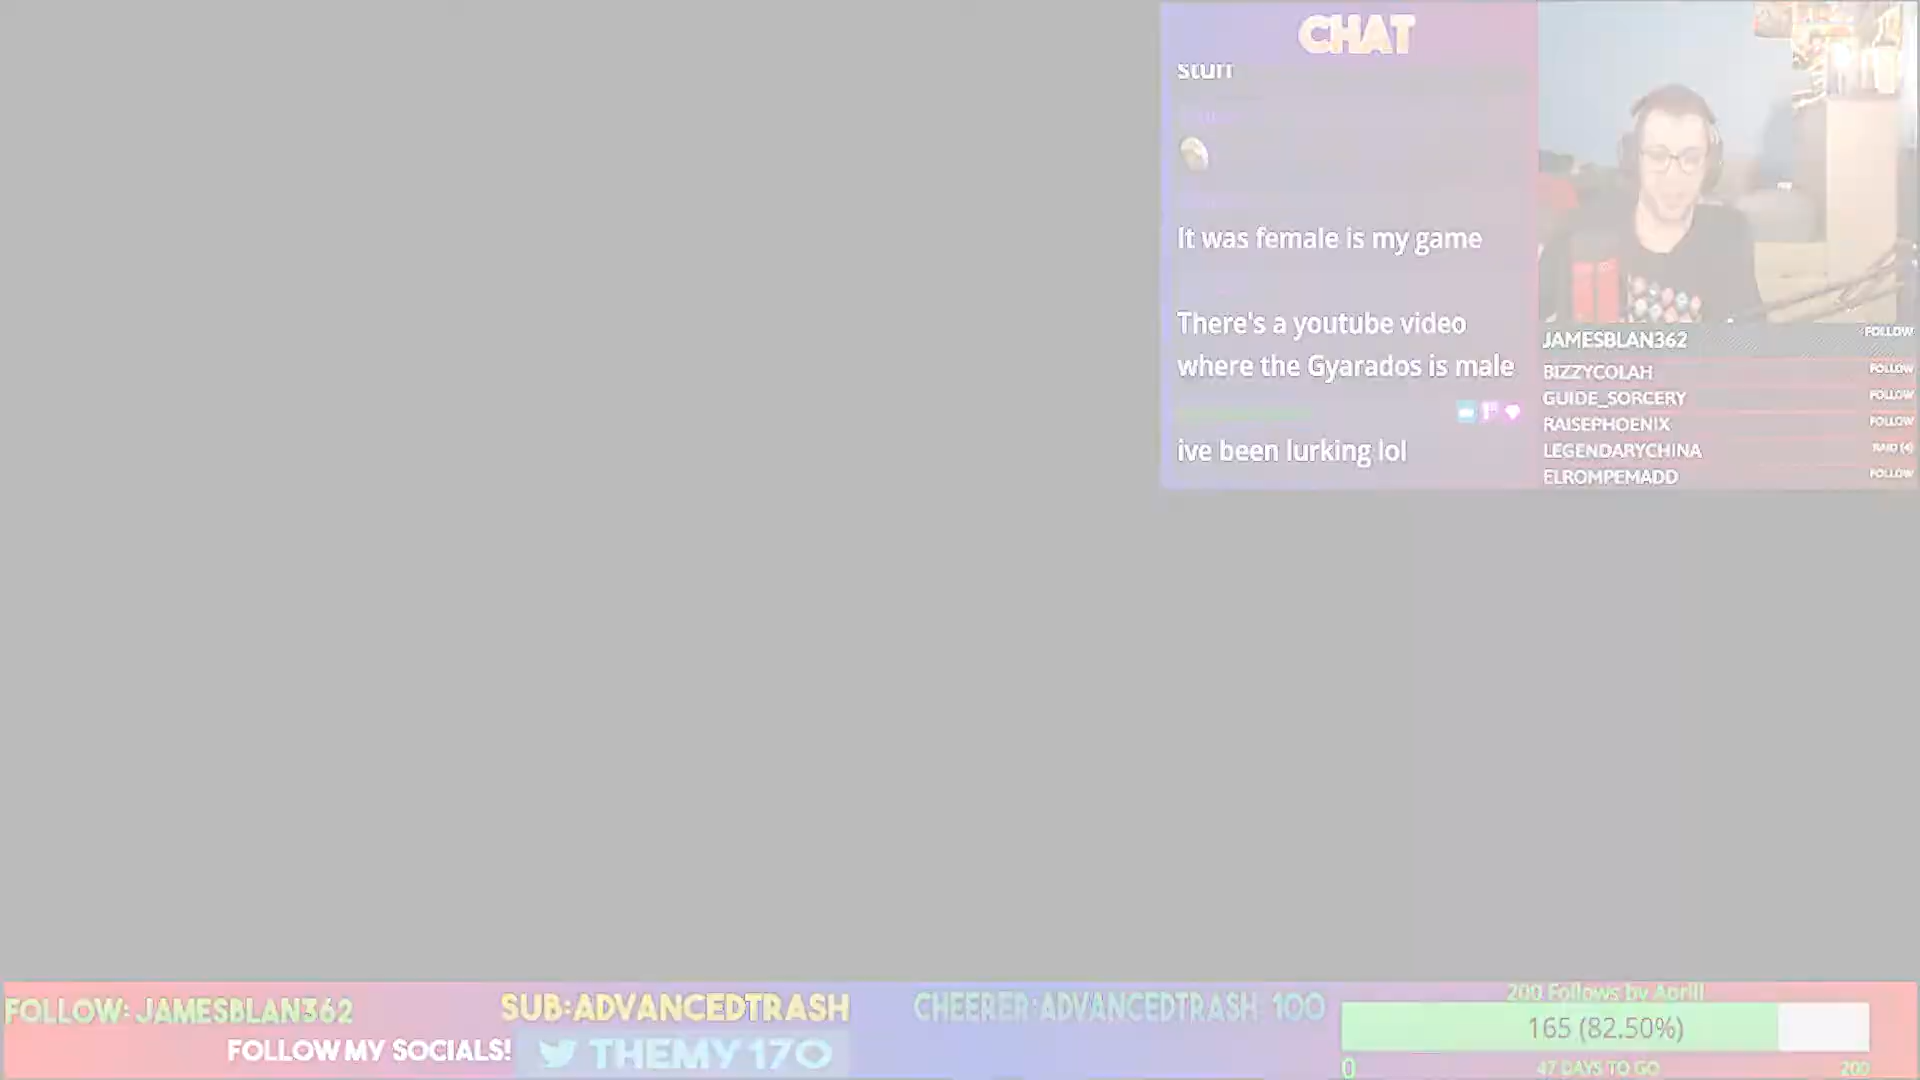 CHAT
stuff
It was female is my game
There's a youtube video
where the Gyarados is male
ive been lurking lol
JAMESBLAN362 FOLLOW
BIZZYCOLAH FOLLOW
GUIDE_SORCERY FOLLOW
RAISEPHOENIX FOLLOW
LEGENDARYCHINA RAID (4)
ELROMPEMADD FOLLOW
FOLLOW: JAMESBLAN362
SUB:ADVANCEDTRASH
CHEERER:ADVANCEDTRASH 100
FOLLOW MY SOCIALS!
THEMY170
200 Follows by April!
165 (82.50%)
0 47 DAYS TO GO 200